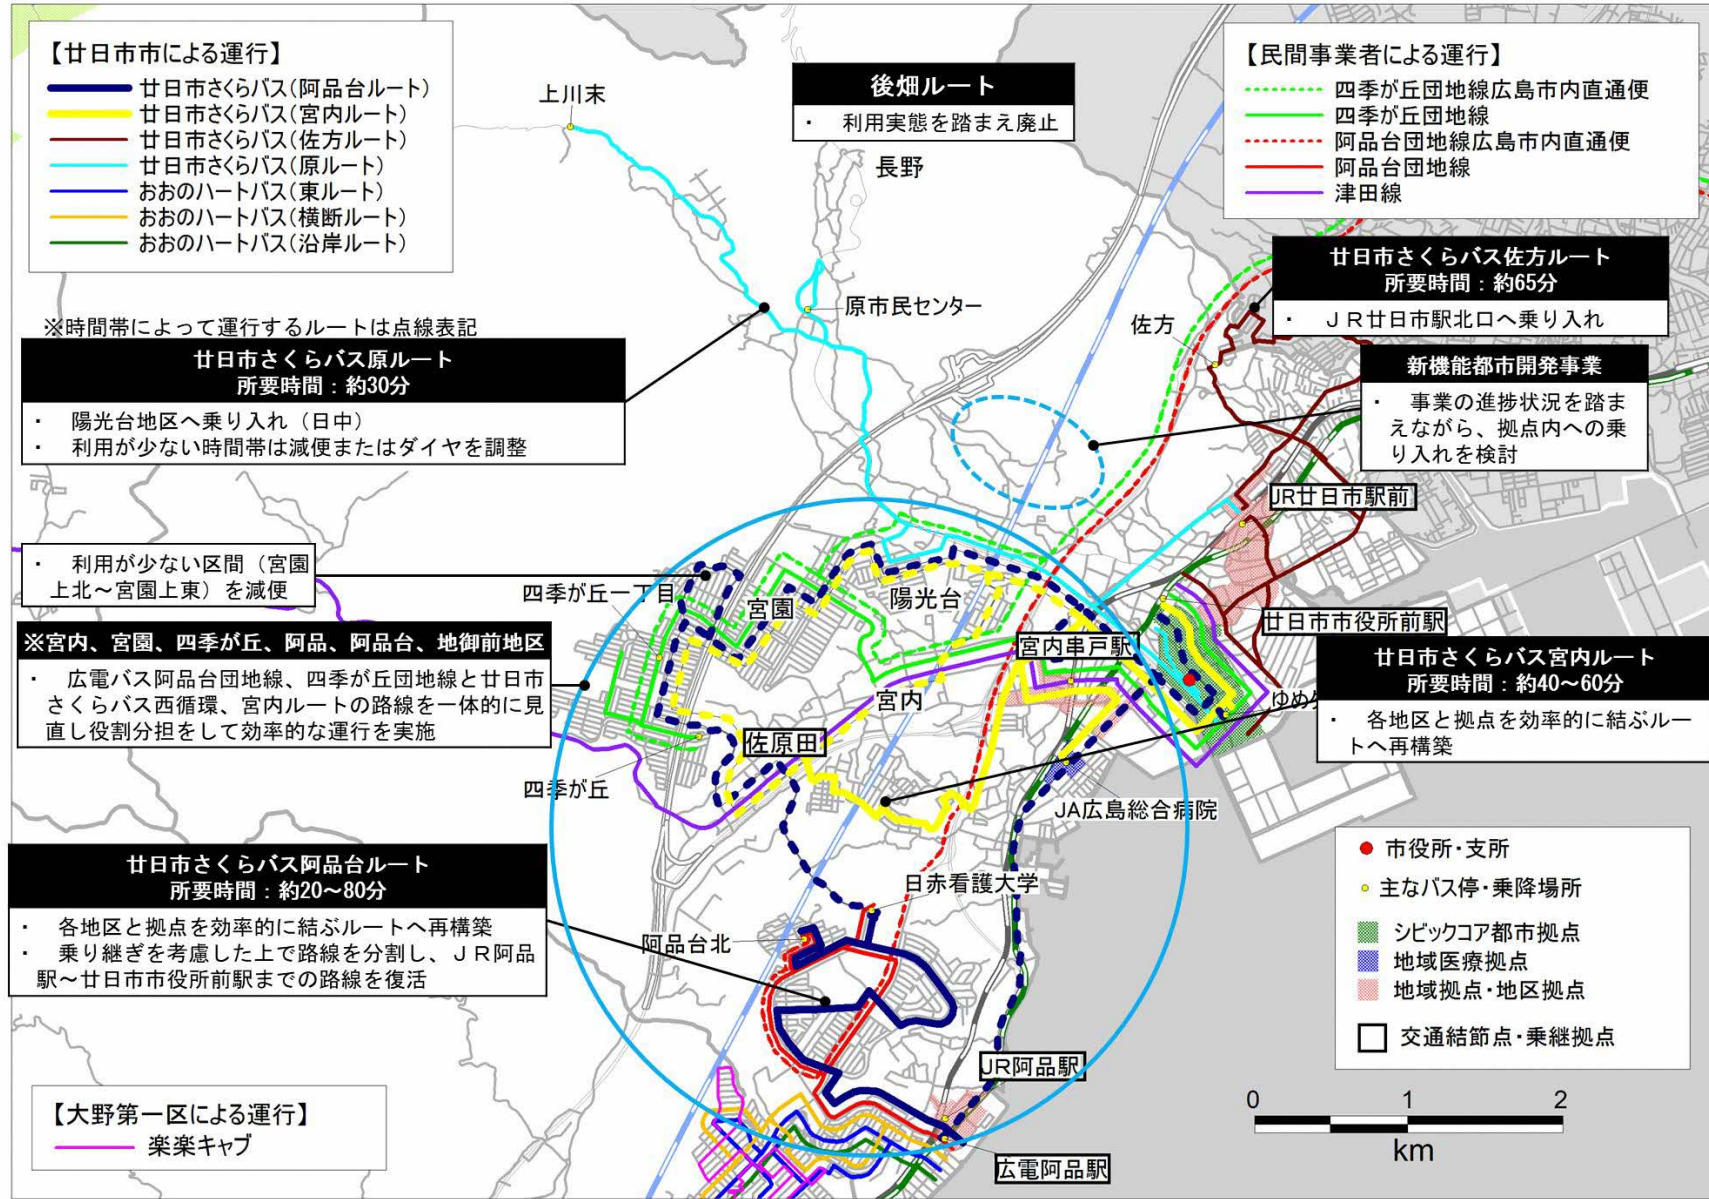 【廿日市市による運行】
廿日市さくらバス(阿品台ルート)
廿日市さくらバス(宮内ルート)
廿日市さくらバス(佐方ルート)
廿日市さくらバス(原ルート)
おおのハートバス(東ルート)
おおのハートバス(横断ルート)
おおのハートバス(沿岸ルート)
【民間事業者による運行】
四季が丘団地線広島市内直通便
四季が丘団地線
阿品台団地線広島市内直通便
阿品台団地線
津田線
後畑ルート
・ 利用実態を踏まえ廃止
上川末
長野
原市民センター
佐方
廿日市さくらバス佐方ルート
所要時間：約65分
・ ＪＲ廿日市駅北口へ乗り入れ
新機能都市開発事業
・ 事業の進捗状況を踏ま
えながら、拠点内への乗
り入れを検討
※時間帯によって運行するルートは点線表記
廿日市さくらバス原ルート
所要時間：約30分
・ 陽光台地区へ乗り入れ（日中）
・ 利用が少ない時間帯は減便またはダイヤを調整
JR廿日市駅前
・ 利用が少ない区間（宮園
上北～宮園上東）を減便
四季が丘一丁目
宮園
陽光台
宮内串戸駅
廿日市市役所前駅
※宮内、宮園、四季が丘、阿品、阿品台、地御前地区
・ 広電バス阿品台団地線、四季が丘団地線と廿日市
さくらバス西循環、宮内ルートの路線を一体的に見
直し役割分担をして効率的な運行を実施
宮内
佐原田
四季が丘
ゆめ
廿日市さくらバス宮内ルート
所要時間：約40～60分
・ 各地区と拠点を効率的に結ぶルー
トへ再構築
JA広島総合病院
廿日市さくらバス阿品台ルート
所要時間：約20～80分
・ 各地区と拠点を効率的に結ぶルートへ再構築
・ 乗り継ぎを考慮した上で路線を分割し、ＪＲ阿品
駅～廿日市市役所前駅までの路線を復活
日赤看護大学
阿品台北
JR阿品駅
広電阿品駅
市役所・支所
主なバス停・乗降場所
シビックコア都市拠点
地域医療拠点
地域拠点・地区拠点
交通結節点・乗継拠点
【大野第一区による運行】
楽楽キャブ
0 1 2
km